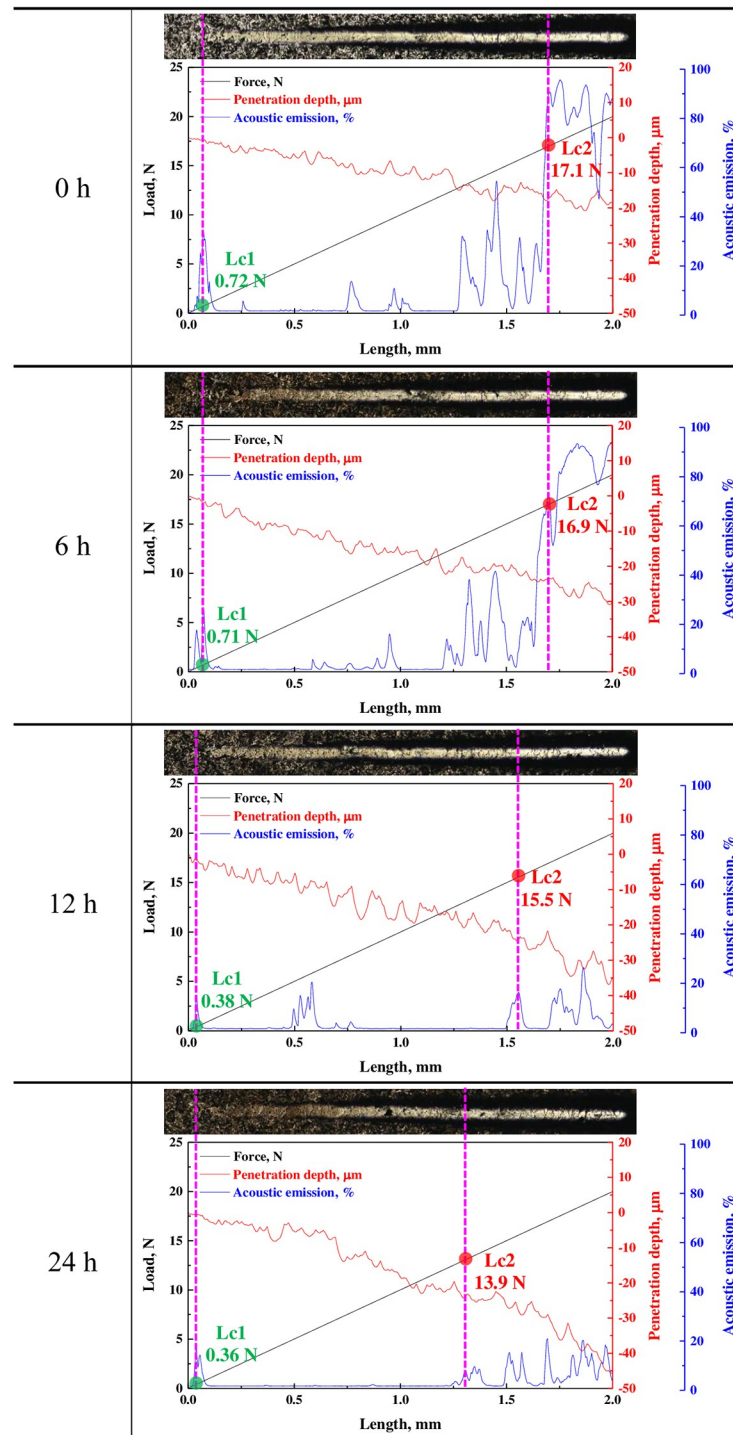 0 h
Force, N
Penetration depth, μm
Acoustic emission, %
Lc1
0.72 N
Lc2
17.1 N
Load, N
25
20
15
10
5
0
0.0
0.5
1.0
1.5
2.0
Length, mm
20
10
0
-10
-20
-30
-40
-50
Penetration depth, μm
100
80
60
40
20
0
Acoustic emission, %
6 h
Force, N
Penetration depth, μm
Acoustic emission, %
Lc1
0.71 N
Lc2
16.9 N
Load, N
25
20
15
10
5
0
0.0
0.5
1.0
1.5
2.0
Length, mm
20
10
0
-10
-20
-30
-40
-50
Penetration depth, μm
100
80
60
40
20
0
Acoustic emission, %
12 h
Force, N
Penetration depth, μm
Acoustic emission, %
Lc1
0.38 N
Lc2
15.5 N
Load, N
25
20
15
10
5
0
0.0
0.5
1.0
1.5
2.0
Length, mm
20
10
0
-10
-20
-30
-40
-50
Penetration depth, μm
100
80
60
40
20
0
Acoustic emission, %
24 h
Force, N
Penetration depth, μm
Acoustic emission, %
Lc1
0.36 N
Lc2
13.9 N
Load, N
25
20
15
10
5
0
0.0
0.5
1.0
1.5
2.0
Length, mm
20
10
0
-10
-20
-30
-40
-50
Penetration depth, μm
100
80
60
40
20
0
Acoustic emission, %